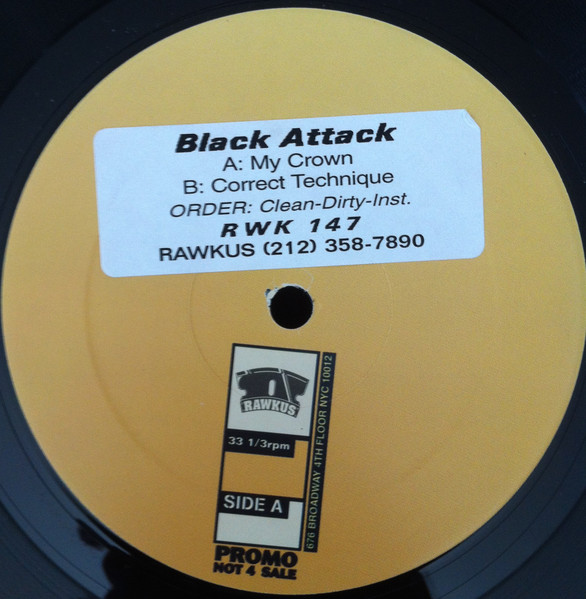 Black Attack
A: My Crown
B: Correct Technique
ORDER: Clean-Dirty-Inst.
RWK 147
RAWKUS (212) 358-7890
RAWKUS
33 1/3rpm
SIDE A
676 BROADWAY 4TH FLOOR NYC 10012
PROMO
NOT 4 SALE